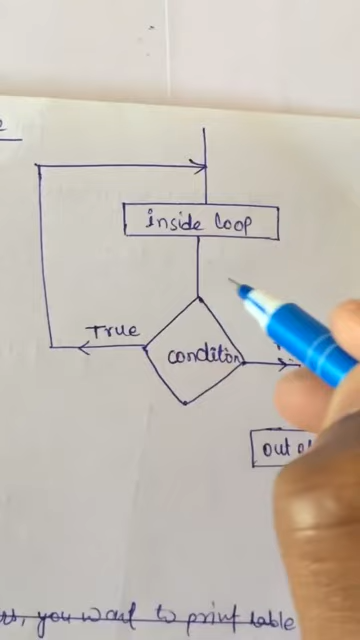 inside loop
True
condition
out of
you want to print table